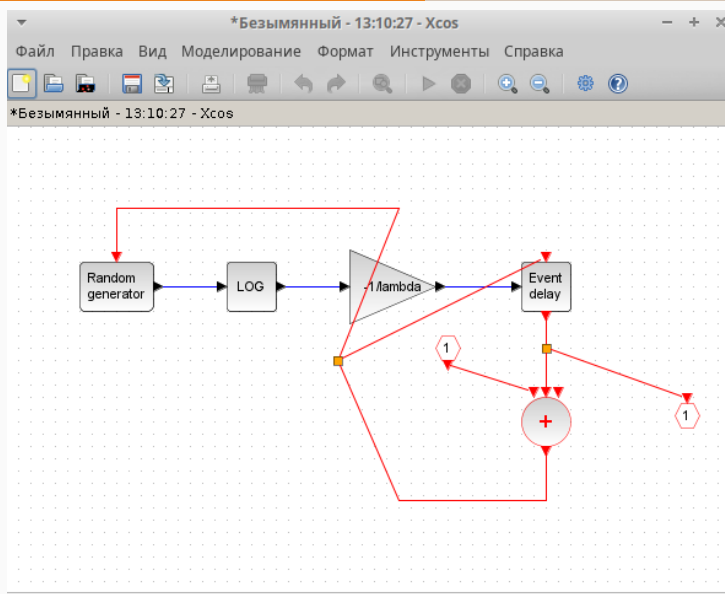 *Безымянный - 13:10:27 - Xcos
Файл Правка Вид Моделирование Формат Инструменты Справка
*Безымянный - 13:10:27 - Xcos
Random
generator
LOG
-1/lambda
Event
delay
1
+
1